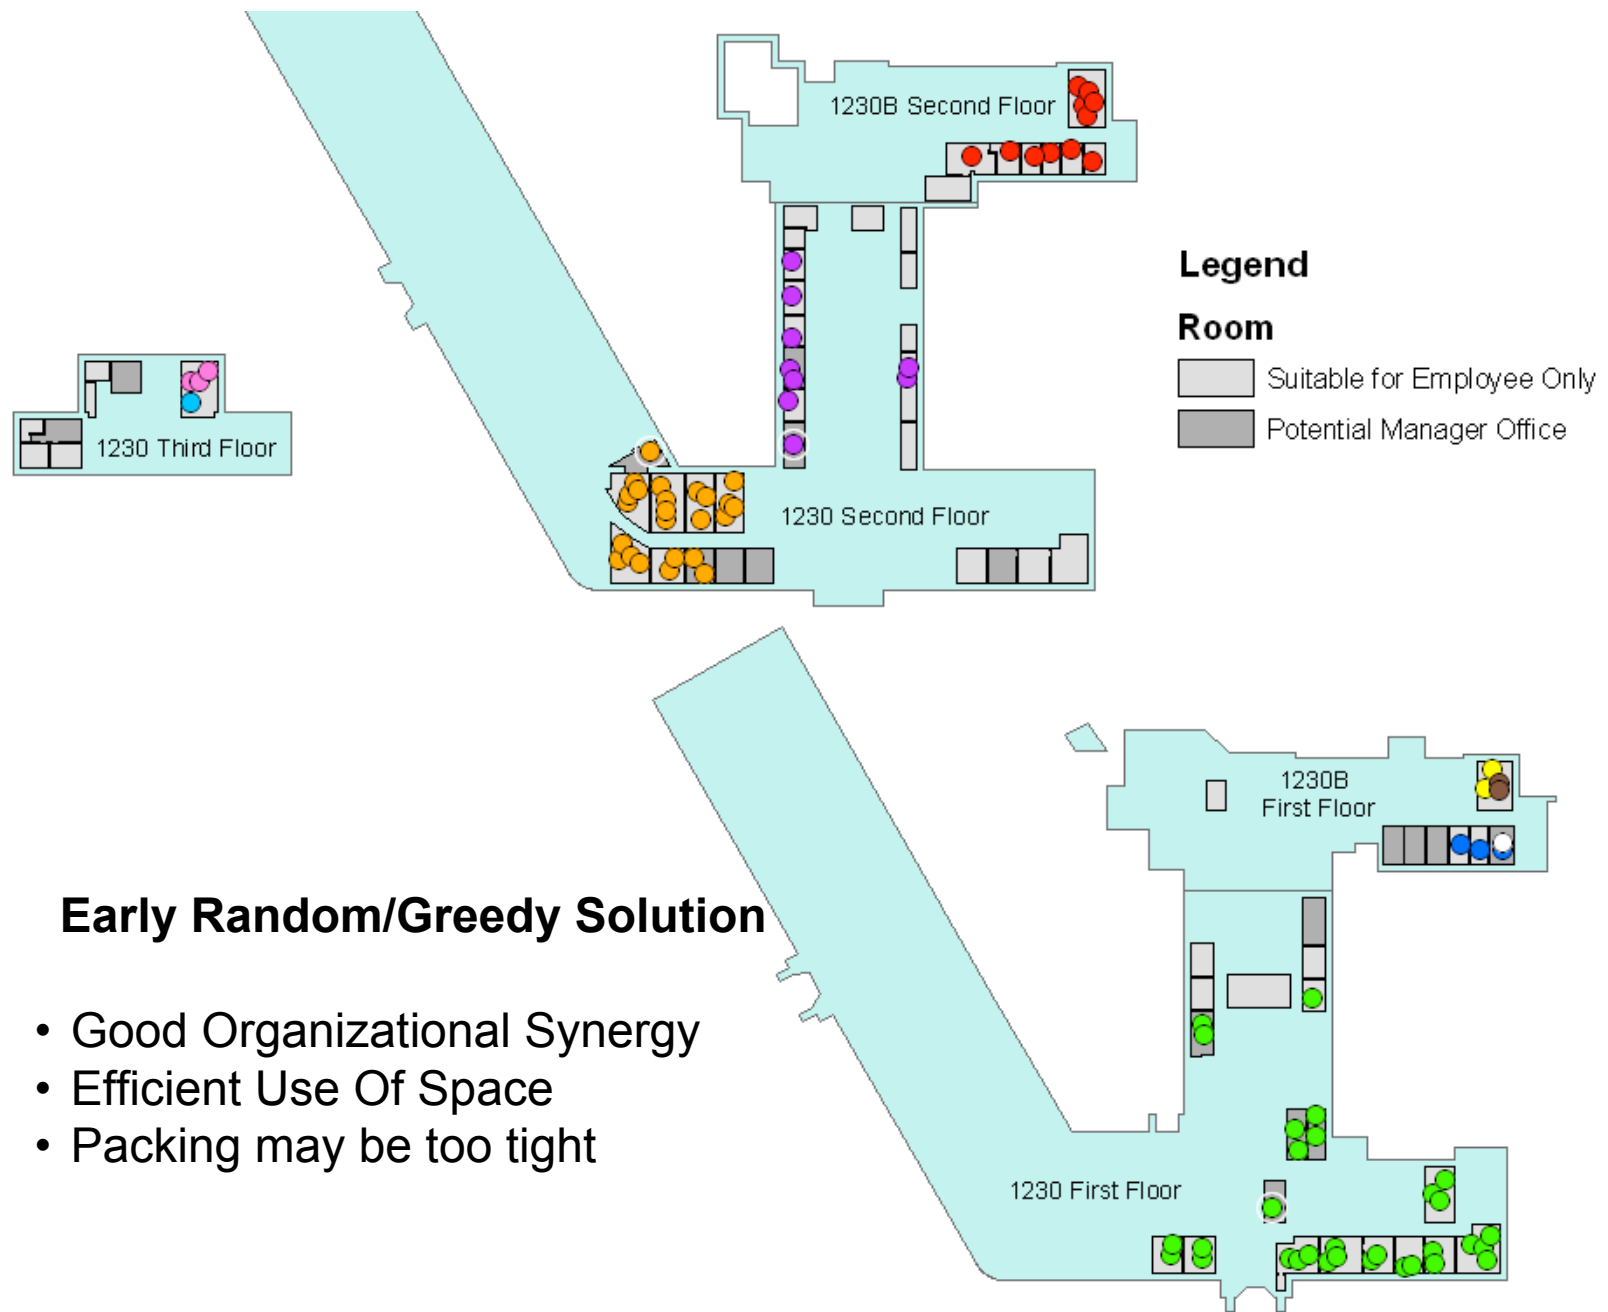 1230B Second Floor
Legend
Room
Suitable for Employee Only
Potential Manager Office
1230 Third Floor
1230 Second Floor
1230B
First Floor
Early Random/Greedy Solution
• Good Organizational Synergy
• Efficient Use Of Space
• Packing may be too tight
1230 First Floor